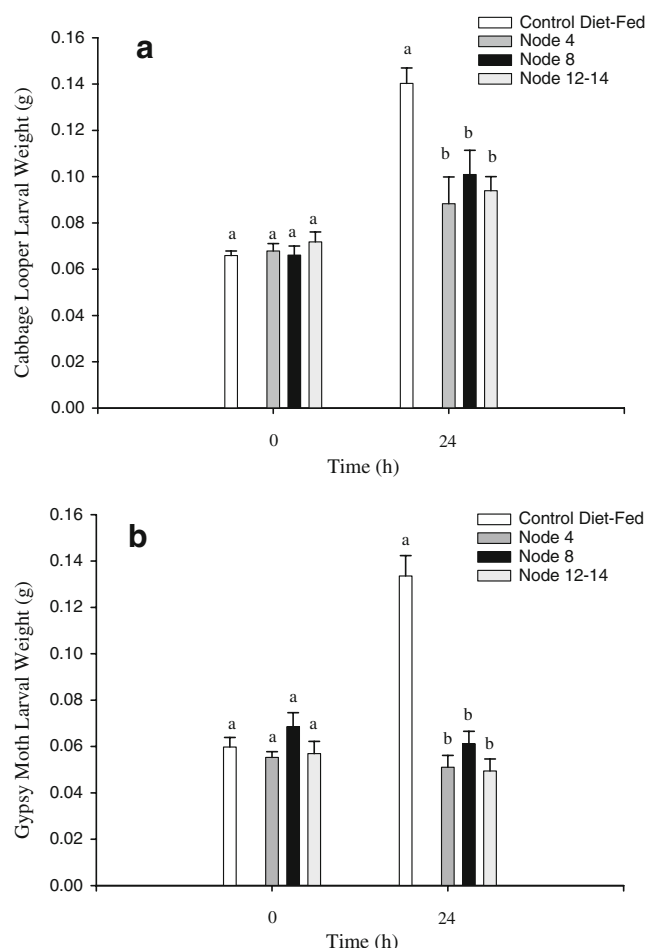 a
Control Diet-Fed
Node 4
Node 8
Node 12-14
0.16
0.14
0.12
0.10
0.08
0.06
0.04
0.02
0.00
Cabbage Looper Larval Weight (g)
a
a
a
a
a
b
b
b
0
24
Time (h)
b
Control Diet-Fed
Node 4
Node 8
Node 12-14
0.16
0.14
0.12
0.10
0.08
0.06
0.04
0.02
0.00
Gypsy Moth Larval Weight (g)
a
a
a
a
a
b
b
b
0
24
Time (h)